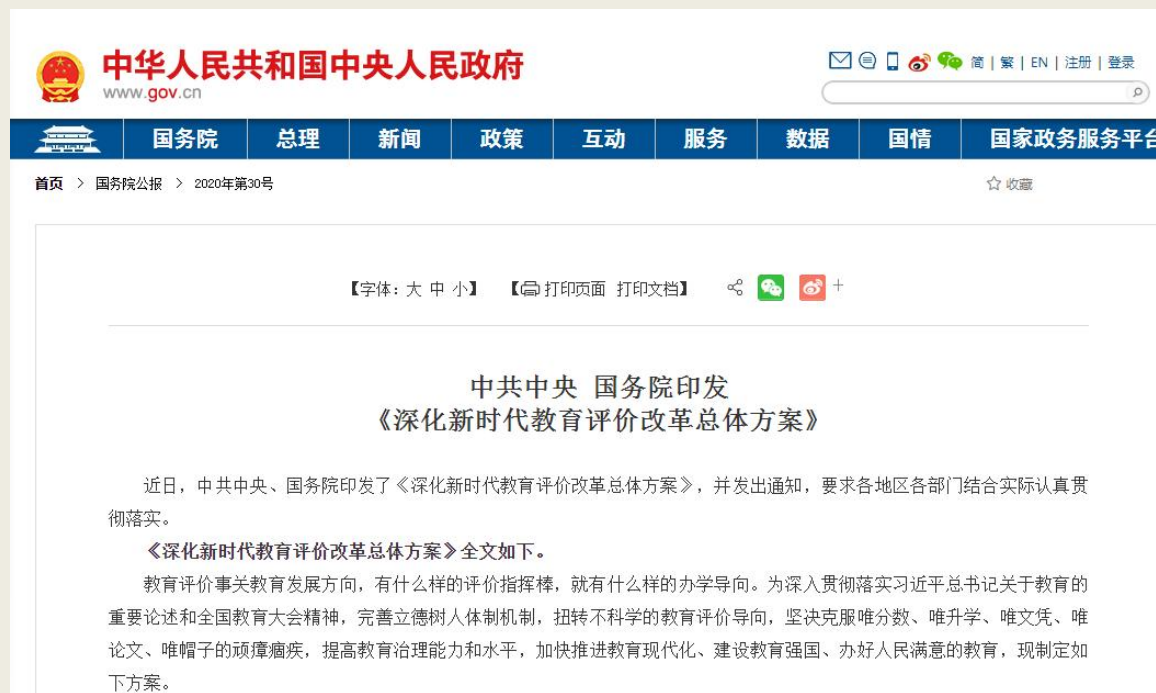 中华人民共和国中央人民政府
www.gov.cn
简 | 繁 | EN | 注册 | 登录
国务院 总理 新闻 政策 互动 服务 数据 国情 国家政务服务平台
首页 > 国务院公报 > 2020年第30号
收藏
【字体：大 中 小】 【打印页面 打印文档】
中共中央 国务院印发
《深化新时代教育评价改革总体方案》
近日，中共中央、国务院印发了《深化新时代教育评价改革总体方案》，并发出通知，要求各地区各部门结合实际认真贯
彻落实。
《深化新时代教育评价改革总体方案》全文如下。
教育评价事关教育发展方向，有什么样的评价指挥棒，就有什么样的办学导向。为深入贯彻落实习近平总书记关于教育的
重要论述和全国教育大会精神，完善立德树人体制机制，扭转不科学的教育评价导向，坚决克服唯分数、唯升学、唯文凭、唯
论文、唯帽子的顽瘴痼疾，提高教育治理能力和水平，加快推进教育现代化、建设教育强国、办好人民满意的教育，现制定如
下方案。